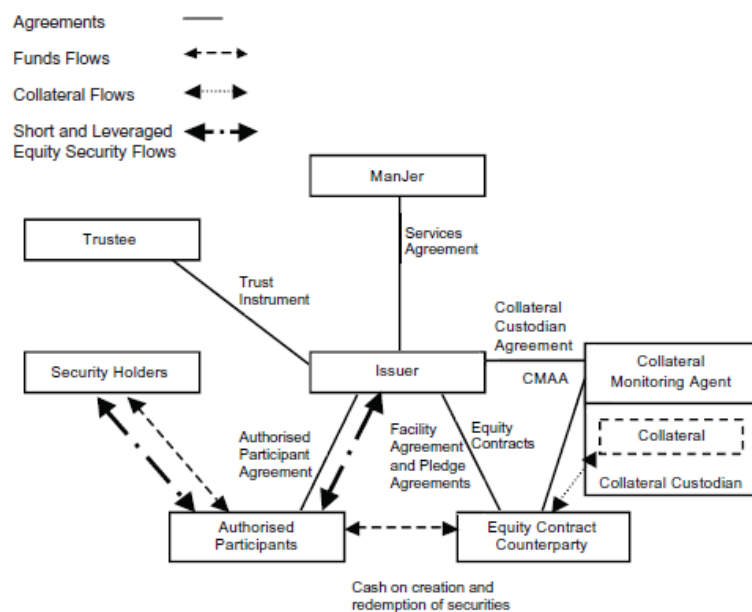 Agreements
Funds Flows
Collateral Flows
Short and Leveraged
Equity Security Flows
ManJer
Trustee
Services
Agreement
Trust
Instrument
Collateral
Custodian
Agreement
Security Holders
Issuer
CMAA
Collateral
Monitoring Agent
Authorised
Participant
Agreement
Facility
Agreement
and Pledge
Agreements
Equity
Contracts
Collateral
Collateral Custodian
Authorised
Participants
Equity Contract
Counterparty
Cash on creation and
redemption of securities